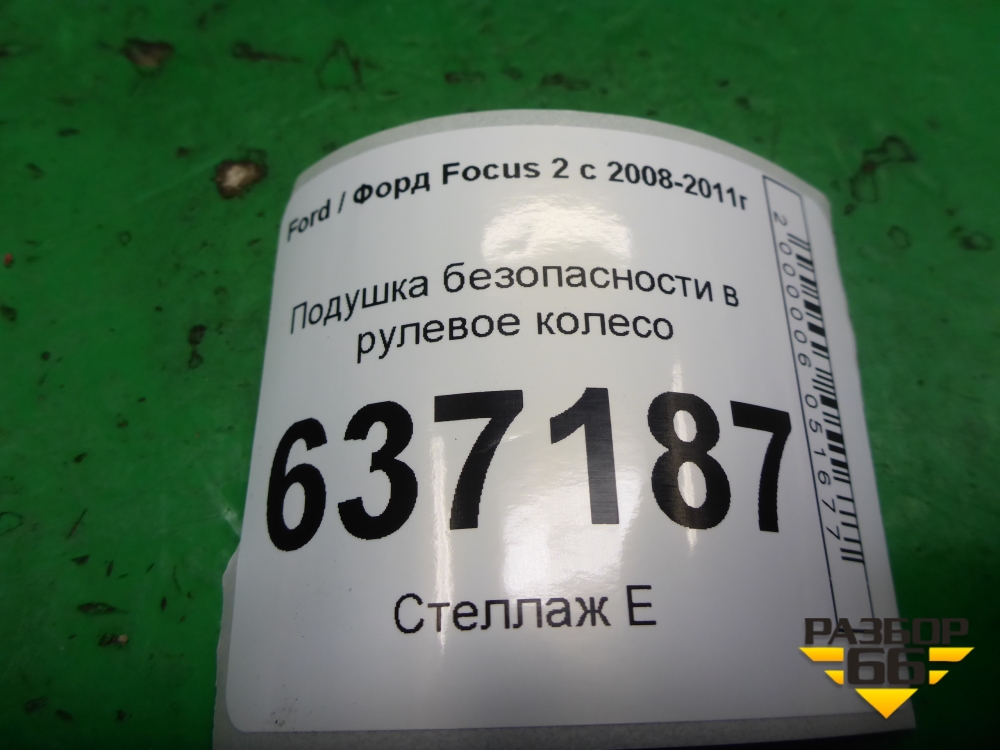 Ford / Форд Focus 2 с 2008-2011г
Подушка безопасности в
рулевое колесо
637187
Стеллаж Е
2000006051677
РАЗБОР
66